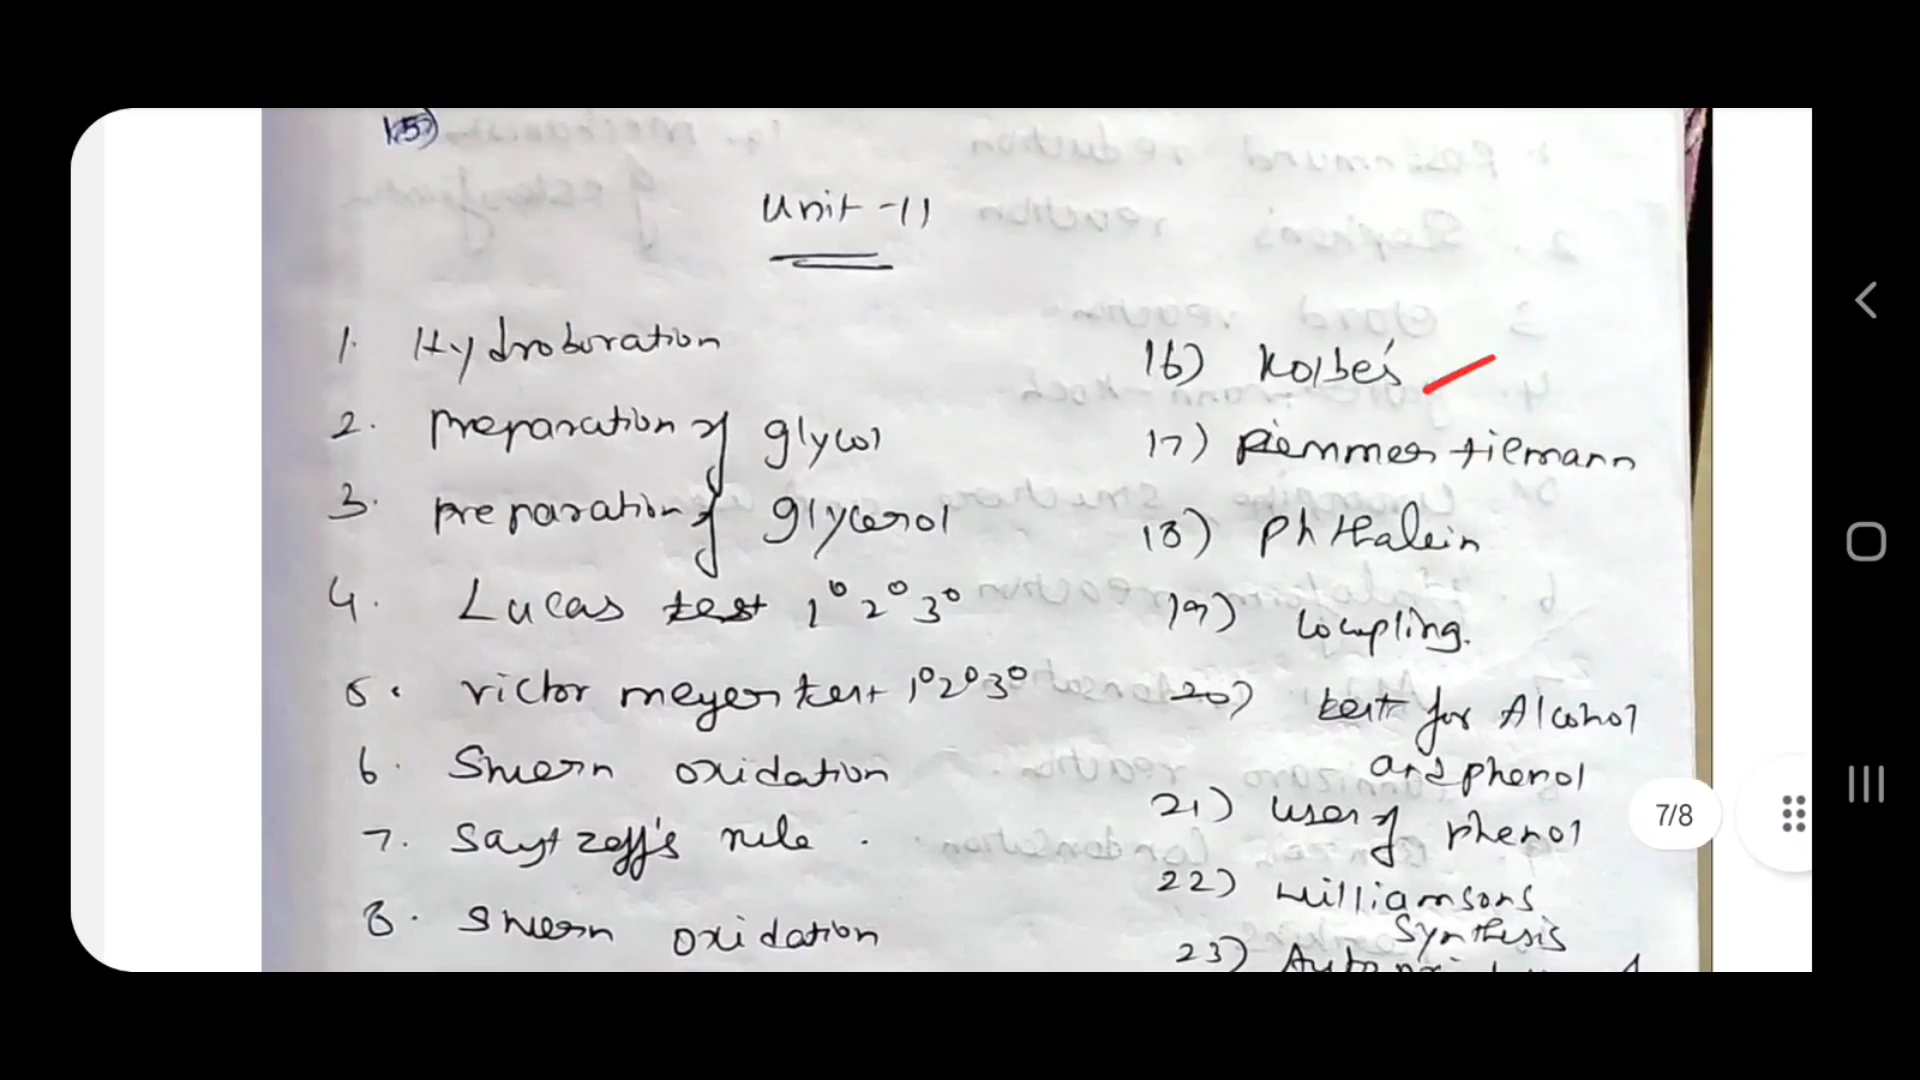 15)
Unit-11
1. Hydroboration
2. preparation of glycol
3. preparation of glycerol
4. Lucas test 1° 2° 3°
5. victor meyer test 1° 2° 3°
6. Swern oxidation
7. Saytzeff's rule.
8. Swern oxidation
16) Kolbe's
17) Riemmer tiemann
18) phthalein
19) Coupling.
20) test for Alcohol
and phenol
21) uses of phenol
22) williamsons
synthesis
23)
7/8